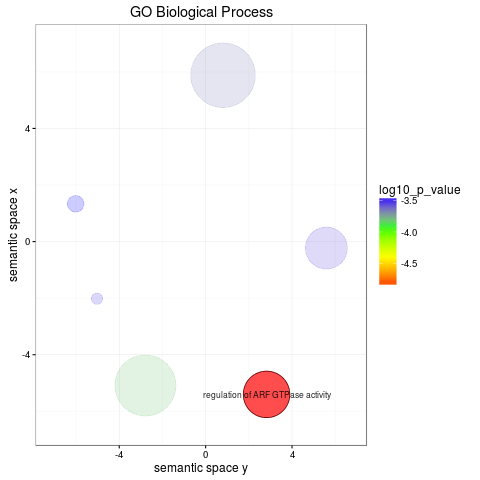 GO Biological Process
semantic space x
4
0
-4
regulation of ARF GTPase activity
-4
0
4
semantic space y
log10_p_value
-3.5
-4.0
-4.5